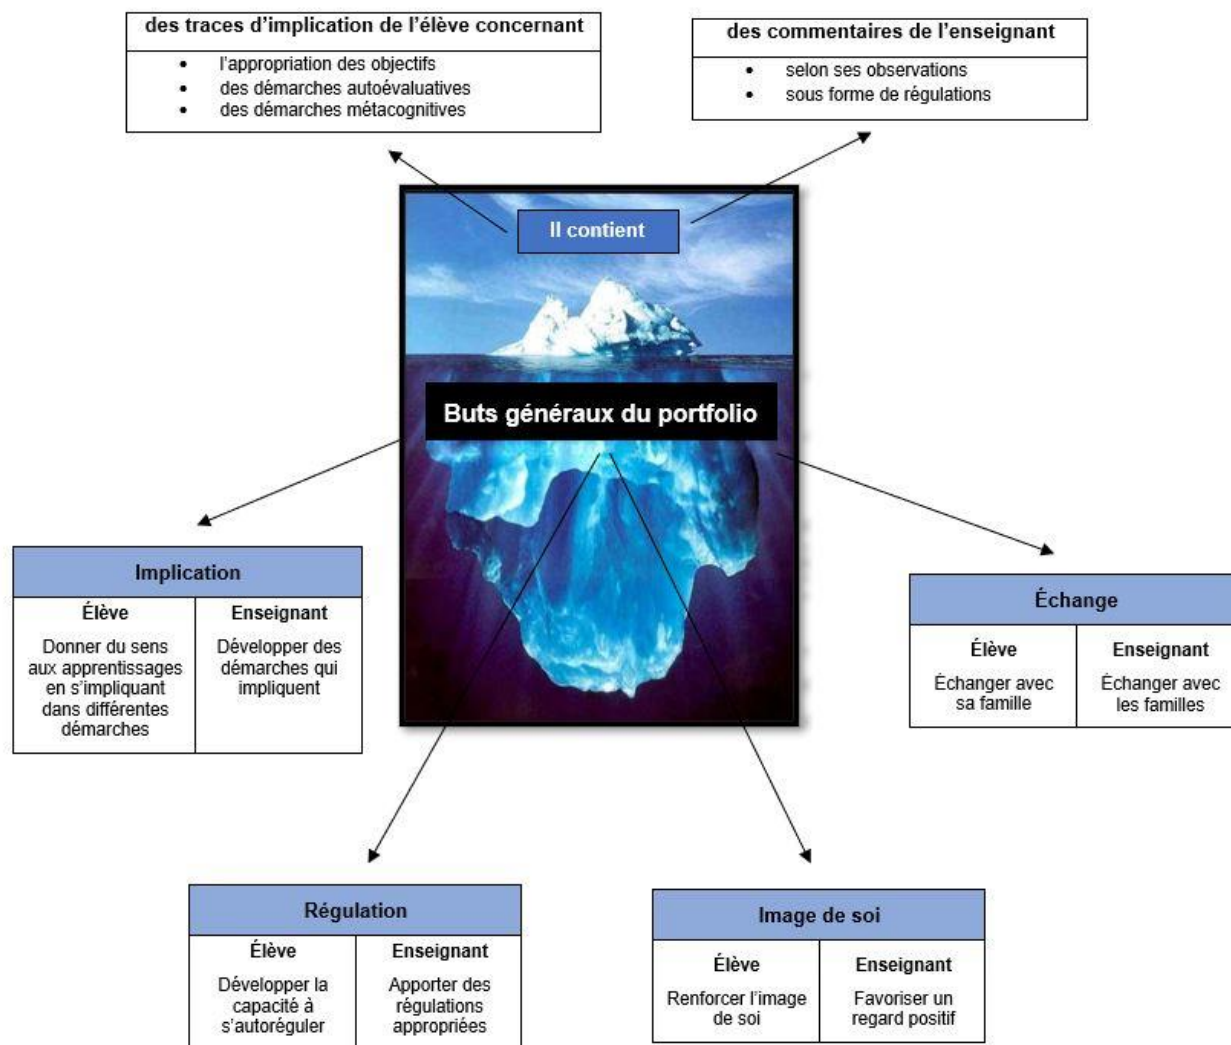 des traces d'implication de l'élève concernant
• l'appropriation des objectifs
• des démarches autoévaluatives
• des démarches métacognitives
des commentaires de l'enseignant
• selon ses observations
• sous forme de régulations
Il contient
Buts généraux du portfolio
Implication
Élève
Donner du sens
aux apprentissages
en s'impliquant
dans différentes
démarches
Enseignant
Développer des
démarches qui
impliquent
Échange
Élève
Échanger avec
sa famille
Enseignant
Échanger avec
les familles
Régulation
Élève
Développer la
capacité à
s'autoréguler
Enseignant
Apporter des
régulations
appropriées
Image de soi
Élève
Renforcer l'image
de soi
Enseignant
Favoriser un
regard positif